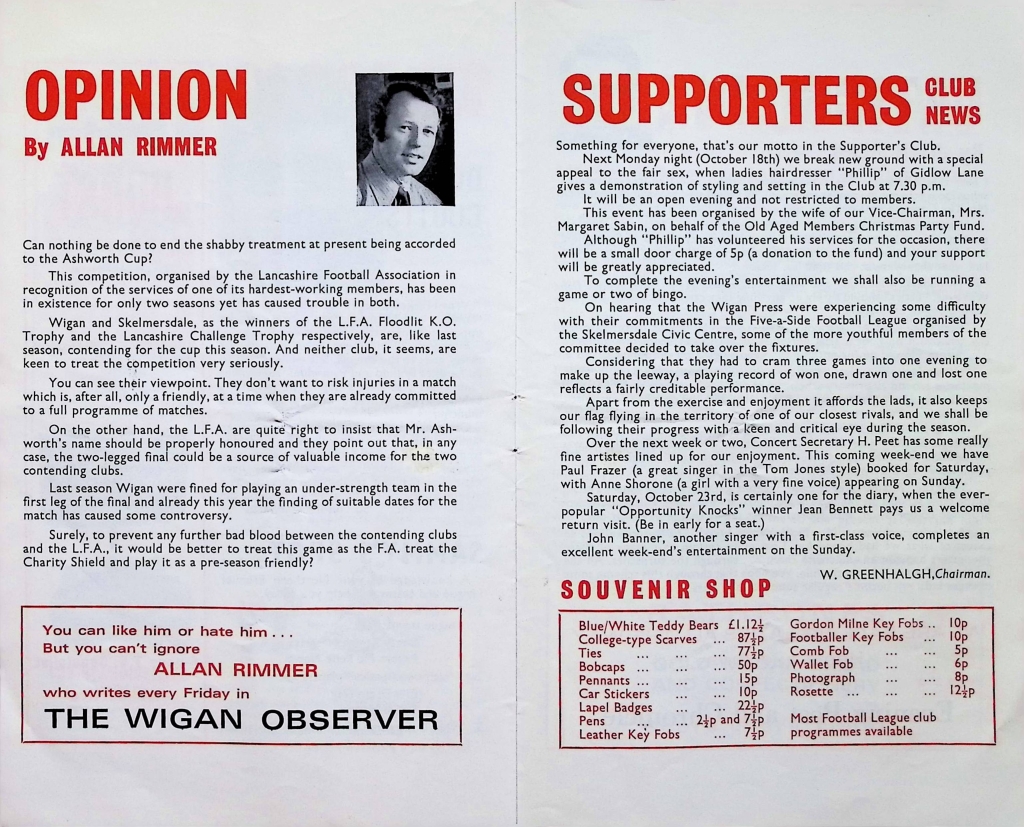 OPINION
By ALLAN RIMMER
Can nothing be done to end the shabby treatment at present being accorded
to the Ashworth Cup?
This competition, organised by the Lancashire Football Association in
recognition of the services of one of its hardest-working members, has been
in existence for only two seasons yet has caused trouble in both.
Wigan and Skelmersdale, as the winners of the L.F.A. Floodlit K.O.
Trophy and the Lancashire Challenge Trophy respectively, are, like last
season, contending for the cup this season. And neither club, it seems, are
keen to treat the competition very seriously.
You can see their viewpoint. They don't want to risk injuries in a match
which is, after all, only a friendly, at a time when they are already committed
to a full programme of matches.
On the other hand, the L.F.A. are quite right to insist that Mr. Ash-
worth's name should be properly honoured and they point out that, in any
case, the two-legged final could be a source of valuable income for the two
contending clubs.
Last season Wigan were fined for playing an under-strength team in the
first leg of the final and already this year the finding of suitable dates for the
match has caused some controversy.
Surely, to prevent any further bad blood between the contending clubs
and the L.F.A., it would be better to treat this game as the F.A. treat the
Charity Shield and play it as a pre-season friendly?
You can like him or hate him . . .
But you can't ignore
ALLAN RIMMER
who writes every Friday in
THE WIGAN OBSERVER
SUPPORTERS CLUB NEWS
Something for everyone, that's our motto in the Supporter's Club.
Next Monday night (October 18th) we break new ground with a special
appeal to the fair sex, when ladies hairdresser "Phillip" of Gidlow Lane
gives a demonstration of styling and setting in the Club at 7.30 p.m.
It will be an open evening and not restricted to members.
This event has been organised by the wife of our Vice-Chairman, Mrs.
Margaret Sabin, on behalf of the Old Aged Members Christmas Party Fund.
Although "Phillip" has volunteered his services for the occasion, there
will be a small door charge of 5p (a donation to the fund) and your support
will be greatly appreciated.
To complete the evening's entertainment we shall also be running a
game or two of bingo.
On hearing that the Wigan Press were experiencing some difficulty
with their commitments in the Five-a-Side Football League organised by
the Skelmersdale Civic Centre, some of the more youthful members of the
committee decided to take over the fixtures.
Considering that they had to cram three games into one evening to
make up the leeway, a playing record of won one, drawn one and lost one
reflects a fairly creditable performance.
Apart from the exercise and enjoyment it affords the lads, it also keeps
our flag flying in the territory of one of our closest rivals, and we shall be
following their progress with a keen and critical eye during the season.
Over the next week or two, Concert Secretary H. Peet has some really
fine artistes lined up for our enjoyment. This coming week-end we have
Paul Frazer (a great singer in the Tom Jones style) booked for Saturday,
with Anne Shorone (a girl with a very fine voice) appearing on Sunday.
Saturday, October 23rd, is certainly one for the diary, when the ever-
popular "Opportunity Knocks" winner Jean Bennett pays us a welcome
return visit. (Be in early for a seat.)
John Banner, another singer with a first-class voice, completes an
excellent week-end's entertainment on the Sunday.
W. GREENHALGH, Chairman.
SOUVENIR SHOP
Blue/White Teddy Bears £1.12½
College-type Scarves ... 87½p
Ties ... ... ... 77½p
Bobcaps ... ... ... 50p
Pennants ... ... ... 15p
Car Stickers ... ... 10p
Lapel Badges ... ... 22½p
Pens ... ... 2½p and 7½p
Leather Key Fobs ... 7½p
Gordon Milne Key Fobs .. 10p
Footballer Key Fobs ... 10p
Comb Fob ... ... 5p
Wallet Fob ... ... 6p
Photograph ... ... 8p
Rosette ... ... ... 12½p
Most Football League club
programmes available